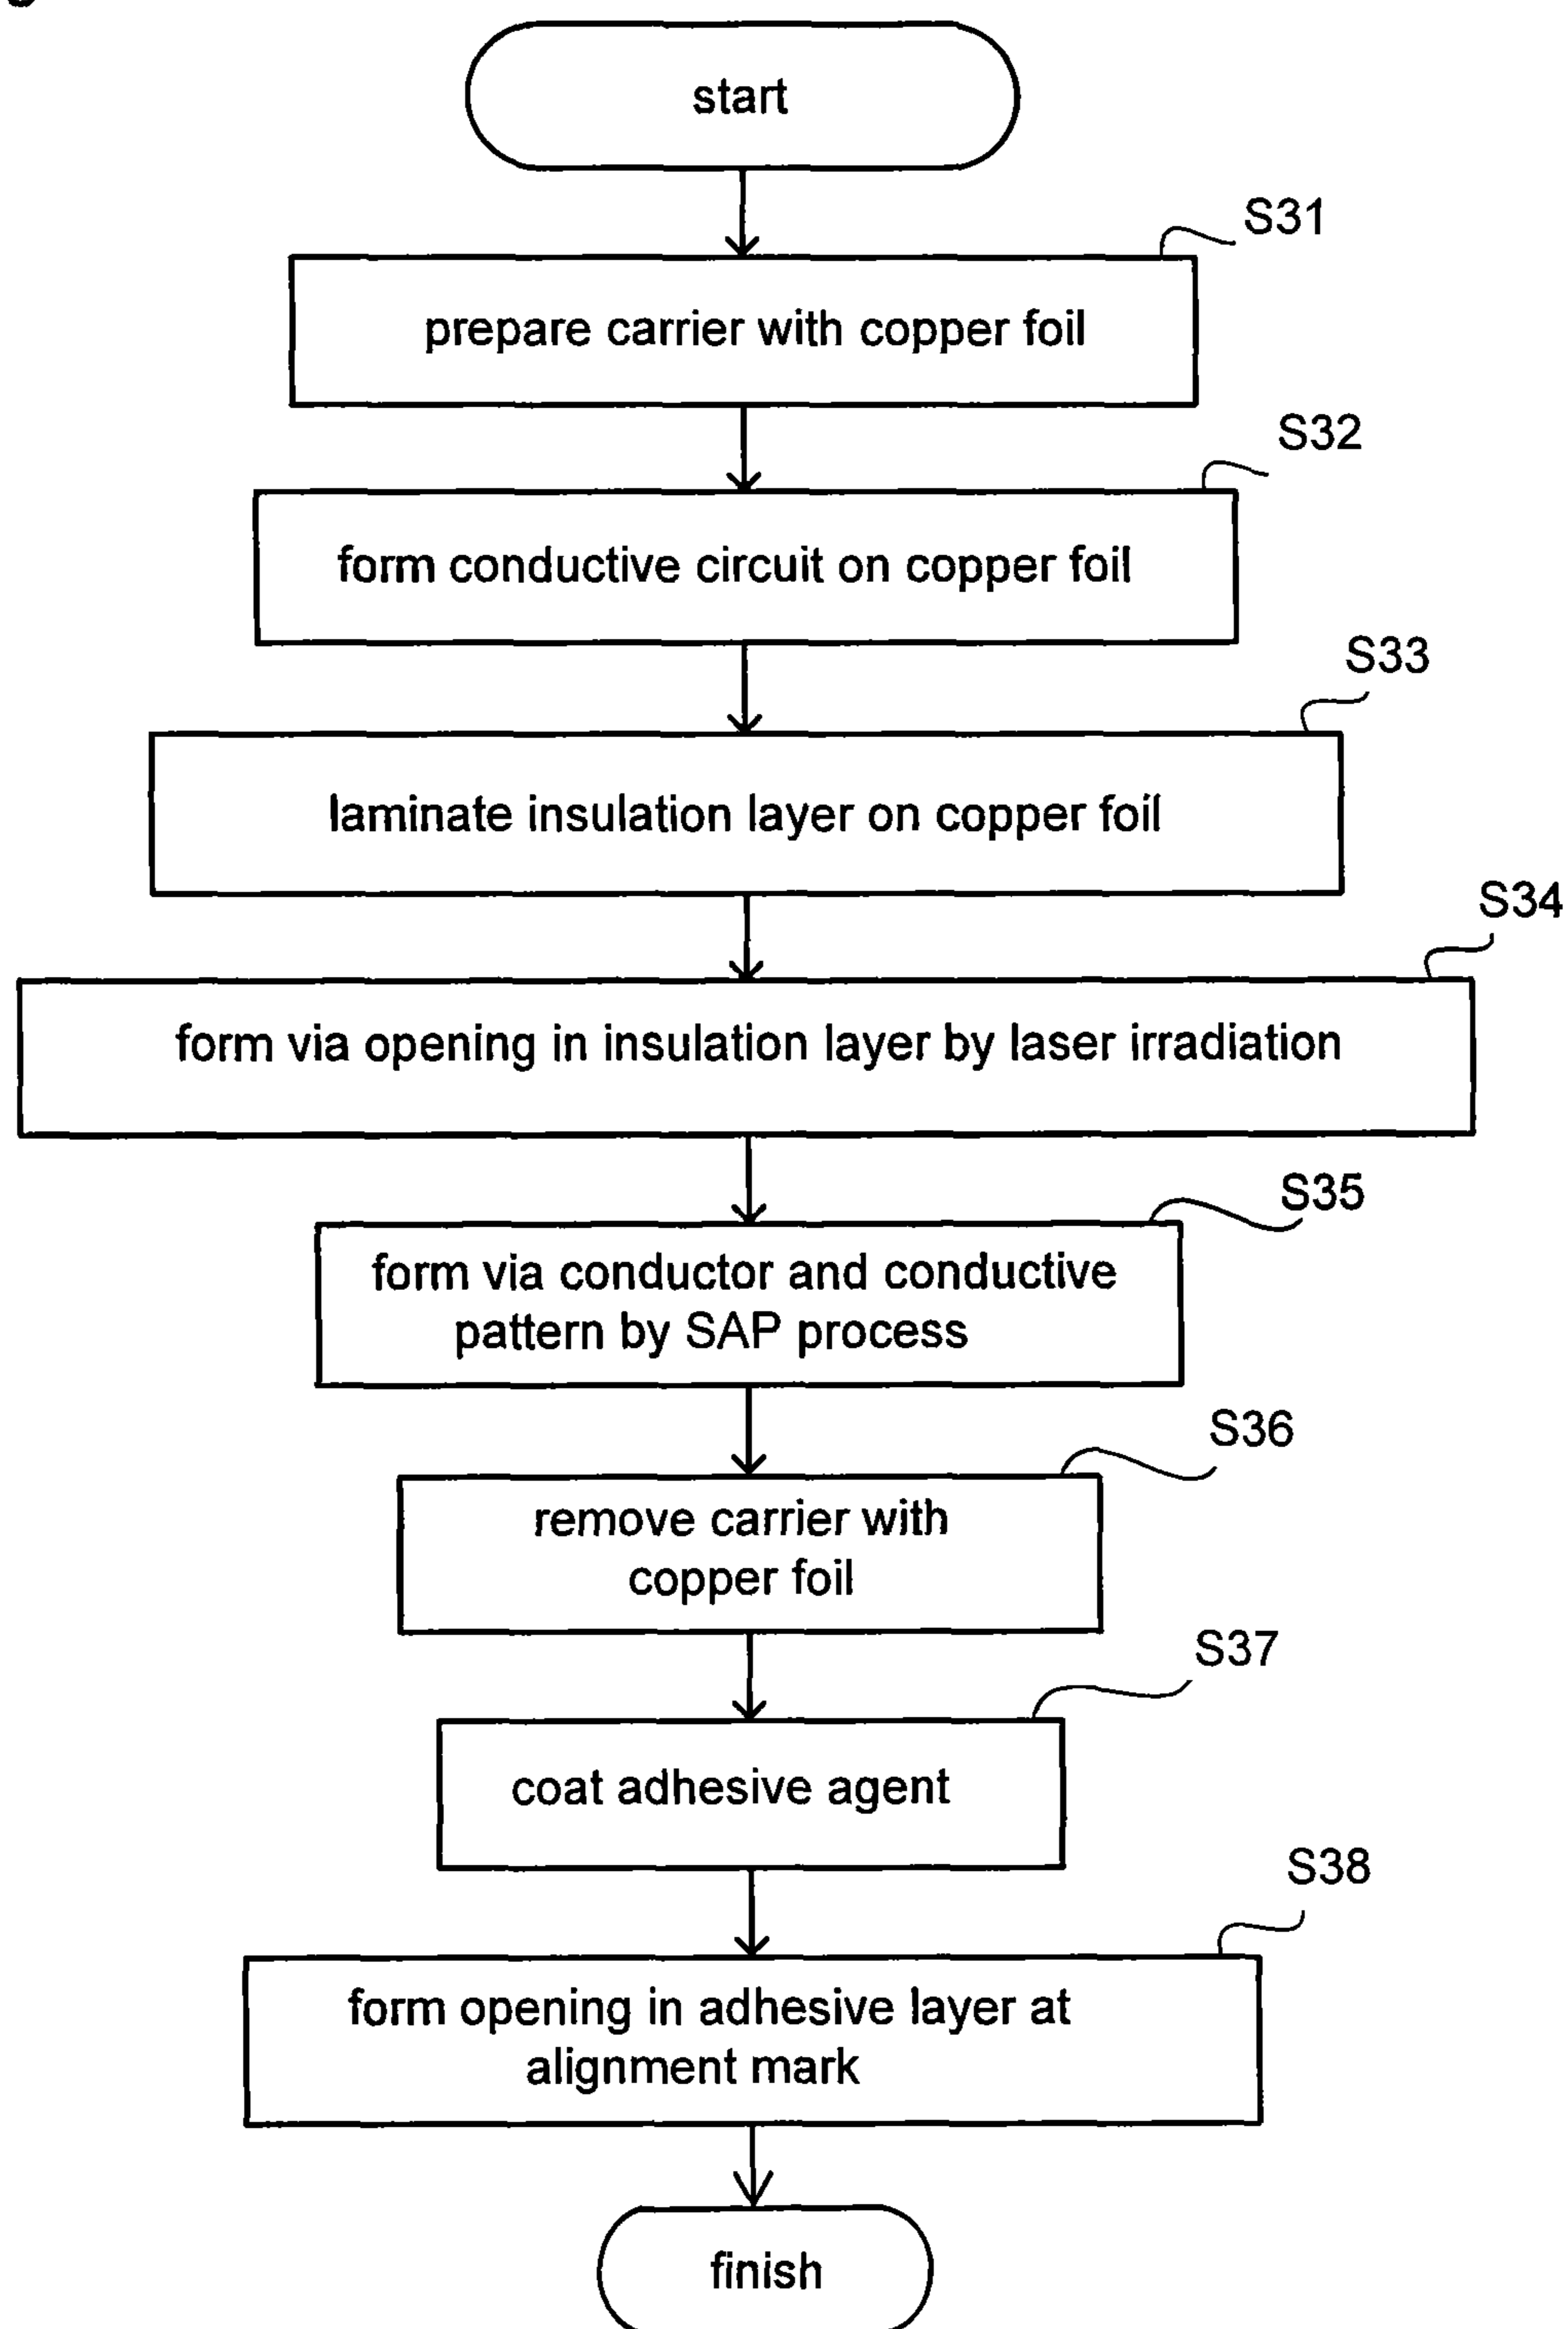 start
S31
prepare carrier with copper foil
S32
form conductive circuit on copper foil
S33
laminate insulation layer on copper foil
S34
form via opening in insulation layer by laser irradiation
S35
form via conductor and conductive
pattern by SAP process
S36
remove carrier with
copper foil
S37
coat adhesive agent
S38
form opening in adhesive layer at
alignment mark
finish